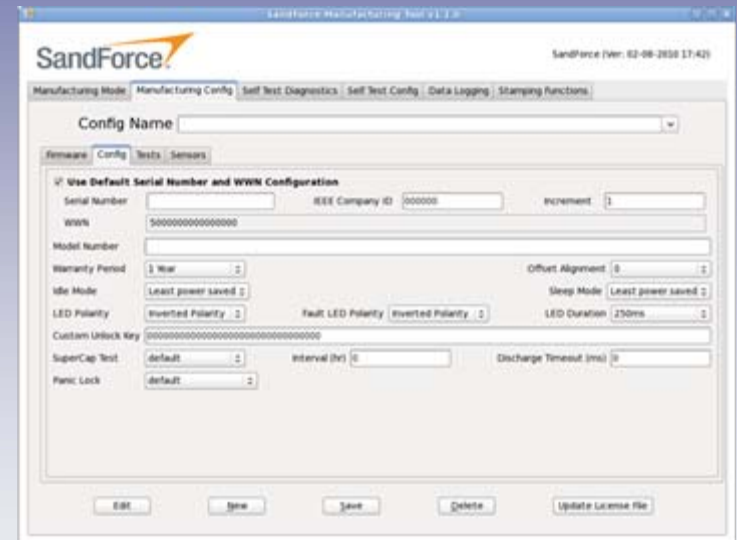 SandForce Manufacturing Tool v1.1.0
SandForce
SandForce (Ver: 02-08-2010 17:42)
Manufacturing Mode Manufacturing Config Self Test Diagnostics Self Test Config Data Logging Stamping Functions
Config Name
Firmware Config Tests Sensors
Use Default Serial Number and WWN Configuration
Serial Number IEEE Company ID 000000 Increment 1
WWN 5000000000000000
Model Number
Warranty Period 1 Year Offset Alignment 0
Idle Mode Least power saved Sleep Mode Least power saved
LED Polarity Inverted Polarity Fault LED Polarity Inverted Polarity LED Duration 250ms
Custom Unlock Key 00000000000000000000000000000000
SuperCap Test default Interval (hr) 0 Discharge Timeout (ms) 0
Panic Lock default
Edit New Save Delete Update License File